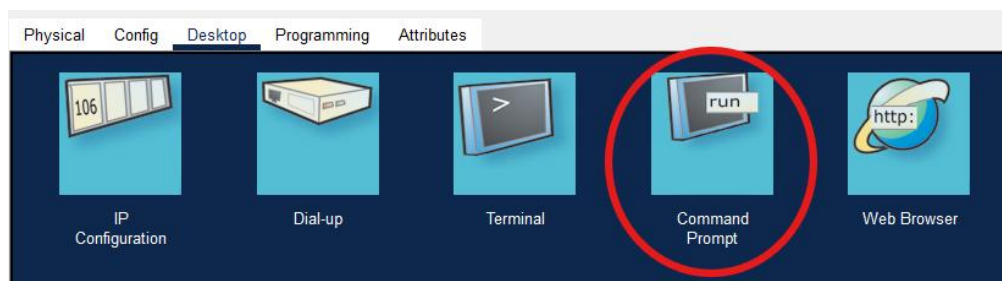 Physical Config Desktop Programming Attributes
106 > run http:
IP Configuration Dial-up Terminal Command Prompt Web Browser